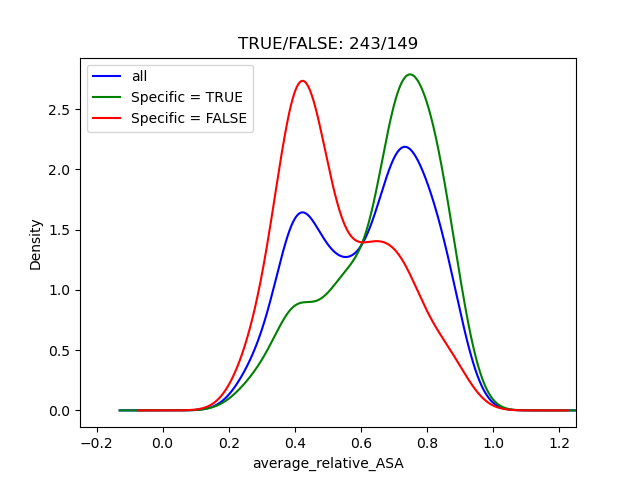 TRUE/FALSE: 243/149
all
Specific = TRUE
Specific = FALSE
Density
2.5
2.0
1.5
1.0
0.5
0.0
−0.2 0.0 0.2 0.4 0.6 0.8 1.0 1.2
average_relative_ASA